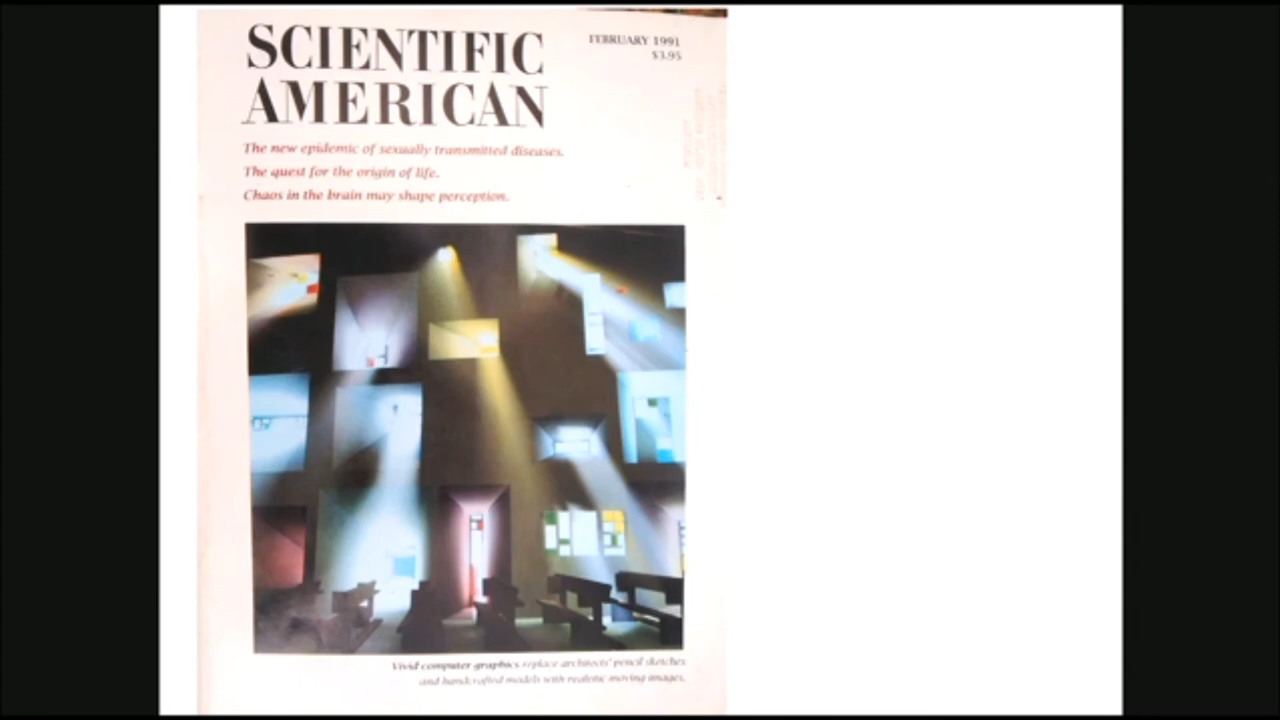 SCIENTIFIC
AMERICAN
FEBRUARY 1991
$3.95
The new epidemic of sexually transmitted diseases.
The quest for the origin of life.
Chaos in the brain may shape perception.
Vivid computer graphics replace architects' pencil sketches
and handcrafted models with realistic moving images.